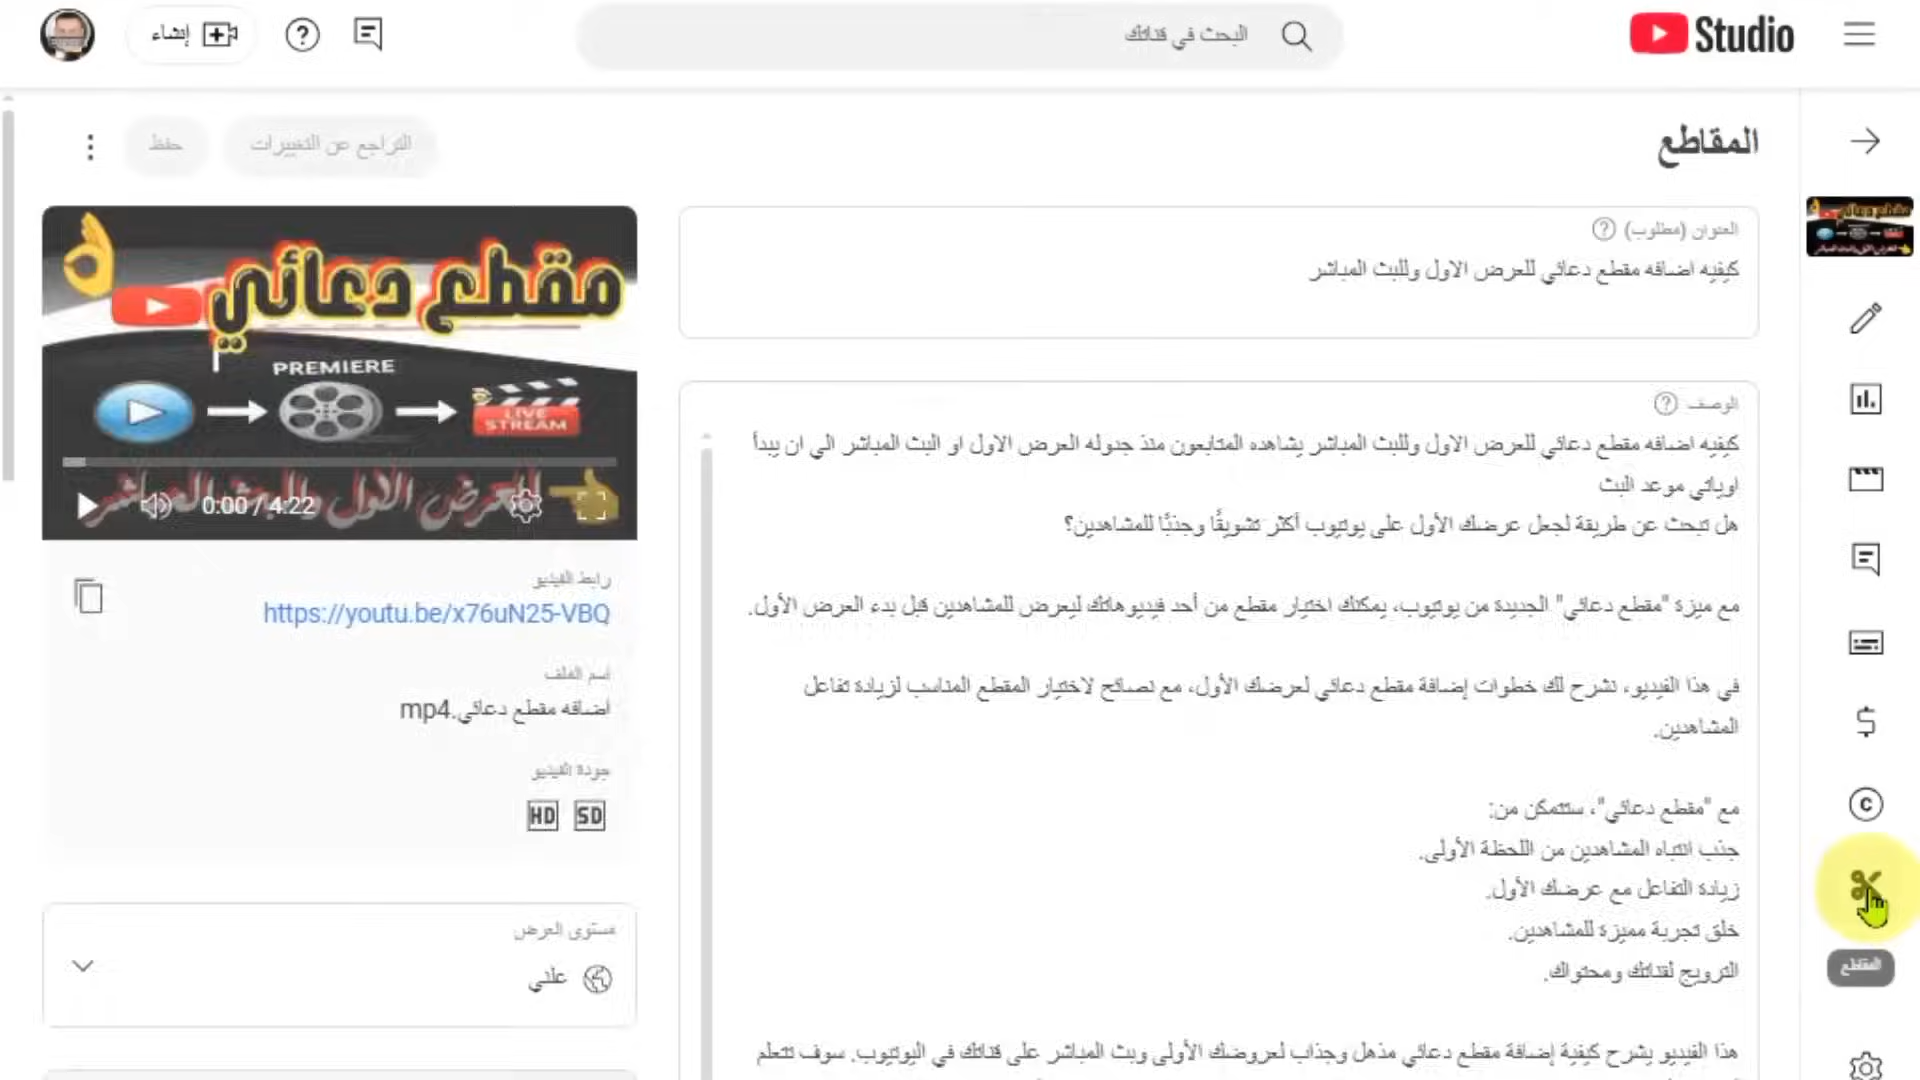 Studio
البحث في قناتك
إنشاء
المقاطع
التراجع عن التغييرات
حفظ
العنوان (مطلوب)
كيفيه اضافه مقطع دعائي للعرض الاول وللبث المباشر
الوصف
كيفيه اضافه مقطع دعائي للعرض الاول وللبث المباشر يشاهده المتابعون منذ جدوله العرض الاول او البث المباشر الي ان يبدأ
اوياتي موعد البث
هل تبحث عن طريقة لجعل عرضك الأول على يوتيوب أكثر تشويقًا وجذبًا للمشاهدين؟
مع ميزة "مقطع دعائي" الجديدة من يوتيوب، يمكنك اختيار مقطع من أحد فيديوهاتك ليعرض للمشاهدين قبل بدء العرض الأول.
في هذا الفيديو، نشرح لك خطوات إضافة مقطع دعائي لعرضك الأول، مع نصائح لاختيار المقطع المناسب لزيادة تفاعل
المشاهدين.
مع "مقطع دعائي"، ستتمكن من:
جذب انتباه المشاهدين من اللحظة الأولى.
زيادة التفاعل مع عرضك الأول.
خلق تجربة مميزة للمشاهدين.
الترويج لقناتك ومحتواك.
هذا الفيديو يشرح كيفية إضافة مقطع دعائي مذهل وجذاب لعروضك الأولى وبث المباشر على قناتك في اليوتيوب. سوف تتعلم
مقطع دعائي
PREMIERE
LIVE
STREAM
للعرض الاول والبث المباشر
0:00 / 4:22
رابط الفيديو
https://youtu.be/x76uN25-VBQ
اسم الملف
اضافه مقطع دعائي.mp4
جودة الفيديو
HD SD
مستوى العرض
علني
المقاطع